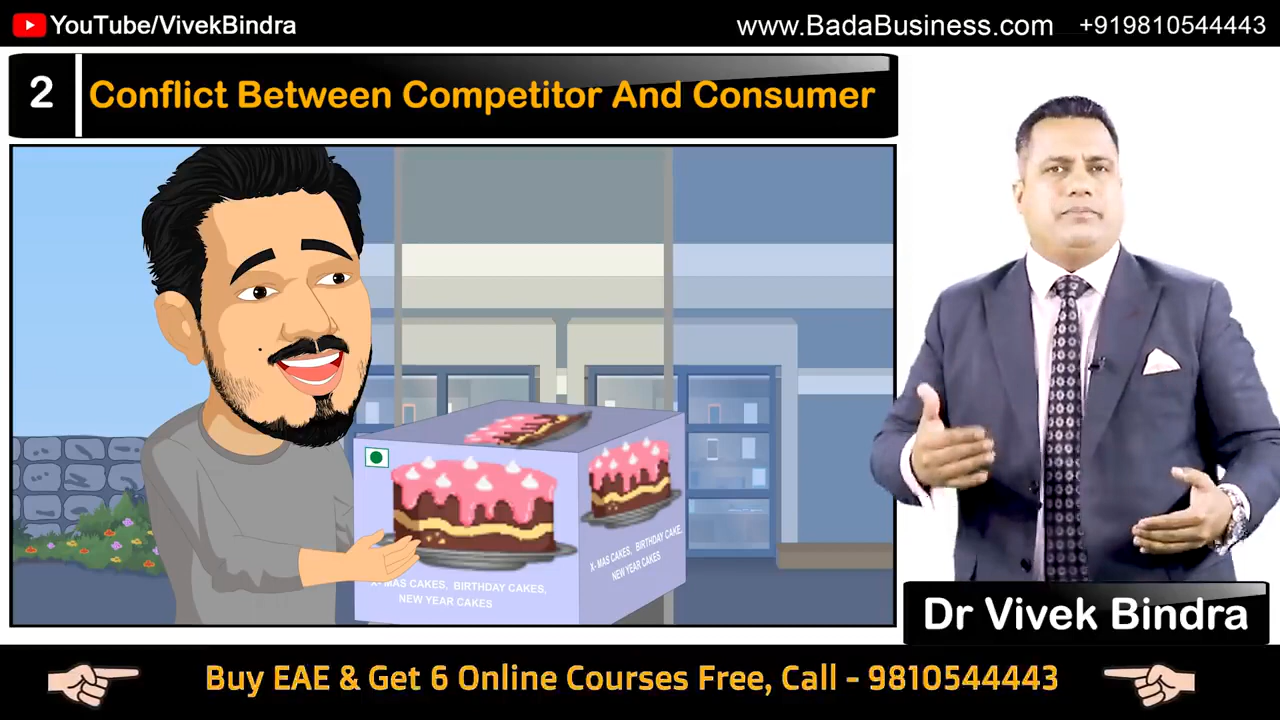 YouTube/VivekBindra
www.BadaBusiness.com +919810544443
2 Conflict Between Competitor And Consumer
X-MAS CAKES, BIRTHDAY CAKES,
NEW YEAR CAKES
X-MAS CAKES, BIRTHDAY CAKE,
NEW YEAR CAKES
Dr Vivek Bindra
Buy EAE & Get 6 Online Courses Free, Call - 9810544443